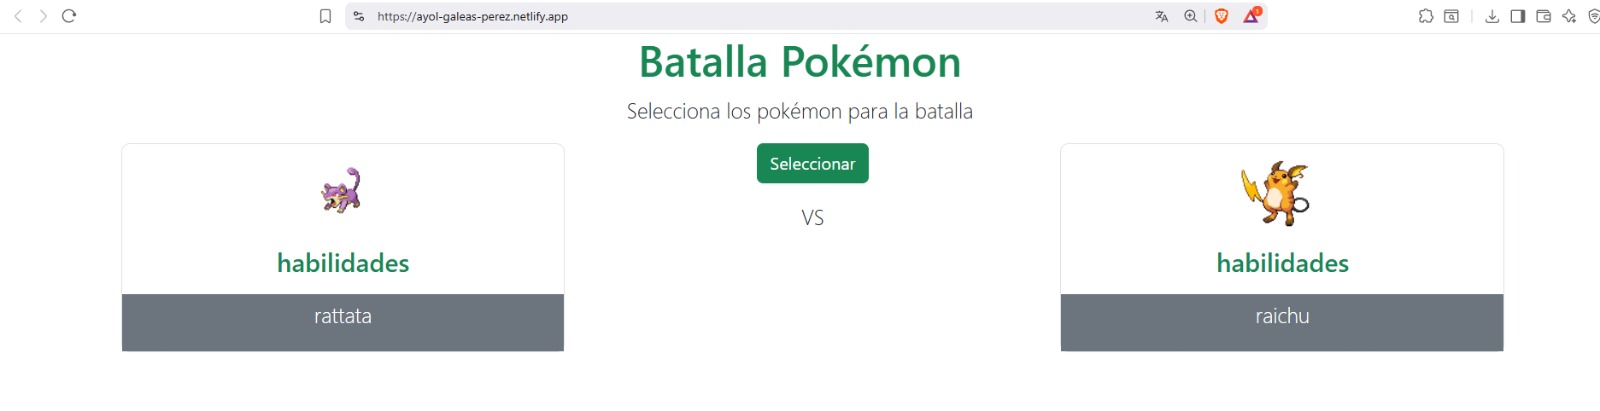 https://ayol-galeas-perez.netlify.app
1
Batalla Pokémon
Selecciona los pokémon para la batalla
Seleccionar
VS
habilidades
rattata
habilidades
raichu